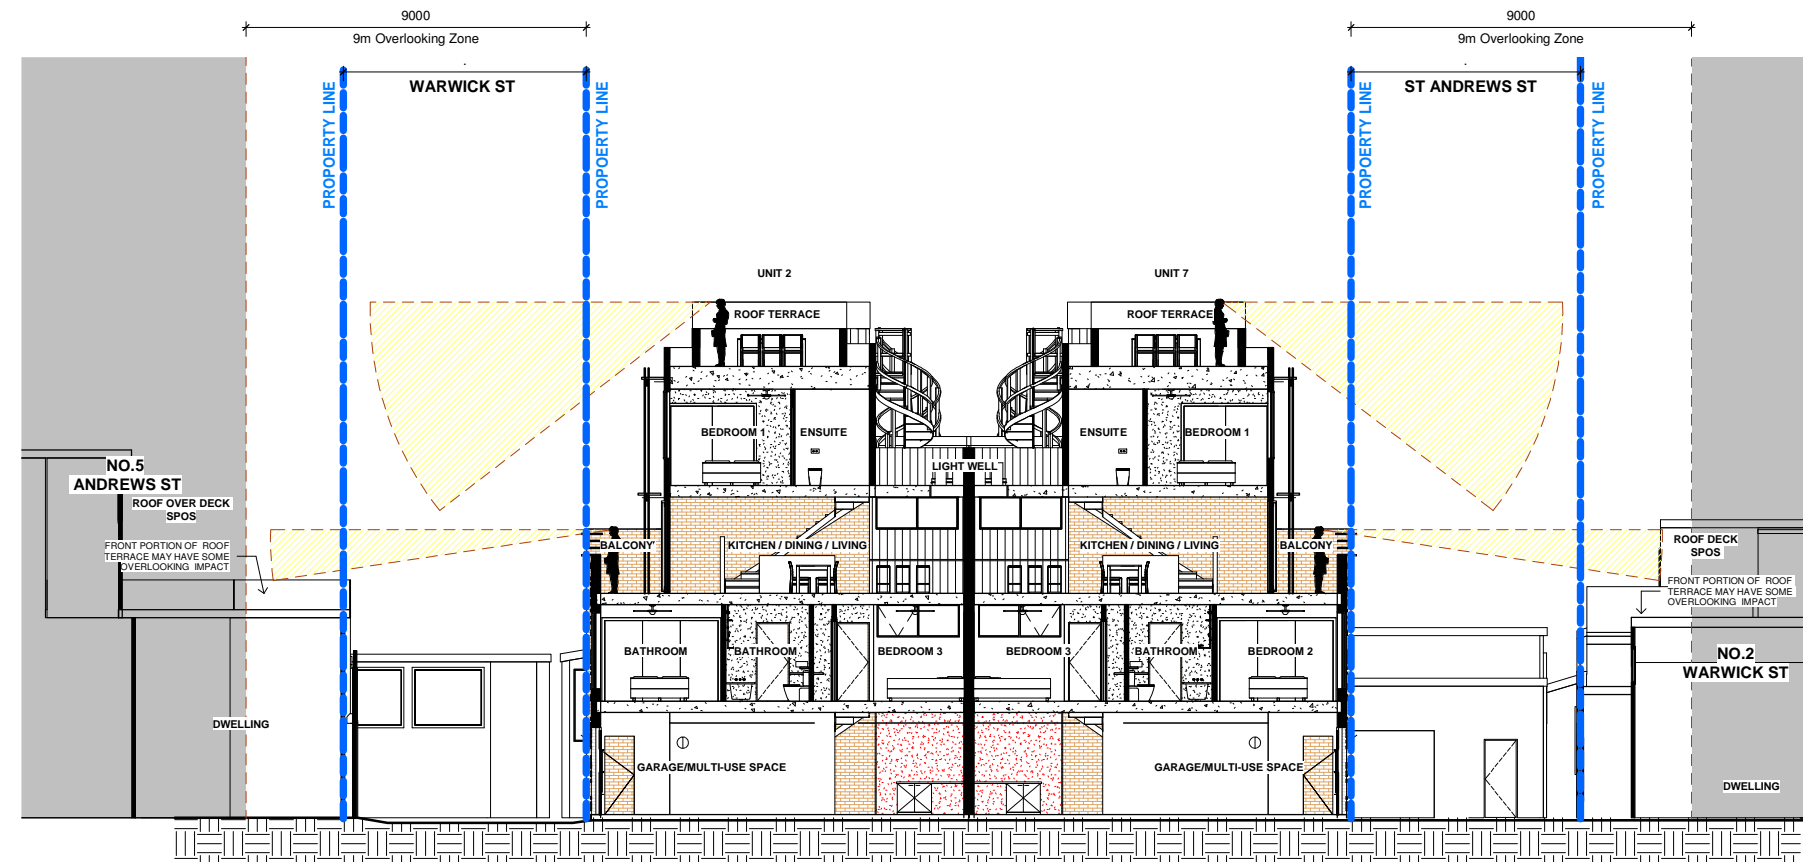 9000
9m Overlooking Zone
9000
9m Overlooking Zone
WARWICK ST
ST ANDREWS ST
PROPOERTY LINE
PROPOERTY LINE
PROPOERTY LINE
PROPOERTY LINE
UNIT 2
UNIT 7
ROOF TERRACE
ROOF TERRACE
BEDROOM 1
ENSUITE
ENSUITE
BEDROOM 1
LIGHT WELL
NO.5
ANDREWS ST
ROOF OVER DECK
SPOS
FRONT PORTION OF ROOF
TERRACE MAY HAVE SOME
OVERLOOKING IMPACT
BALCONY
KITCHEN / DINING / LIVING
KITCHEN / DINING / LIVING
BALCONY
ROOF DECK
SPOS
FRONT PORTION OF ROOF
TERRACE MAY HAVE SOME
OVERLOOKING IMPACT
BATHROOM
BATHROOM
BEDROOM 3
BEDROOM 3
BATHROOM
BEDROOM 2
NO.2
WARWICK ST
DWELLING
GARAGE/MULTI-USE SPACE
GARAGE/MULTI-USE SPACE
DWELLING